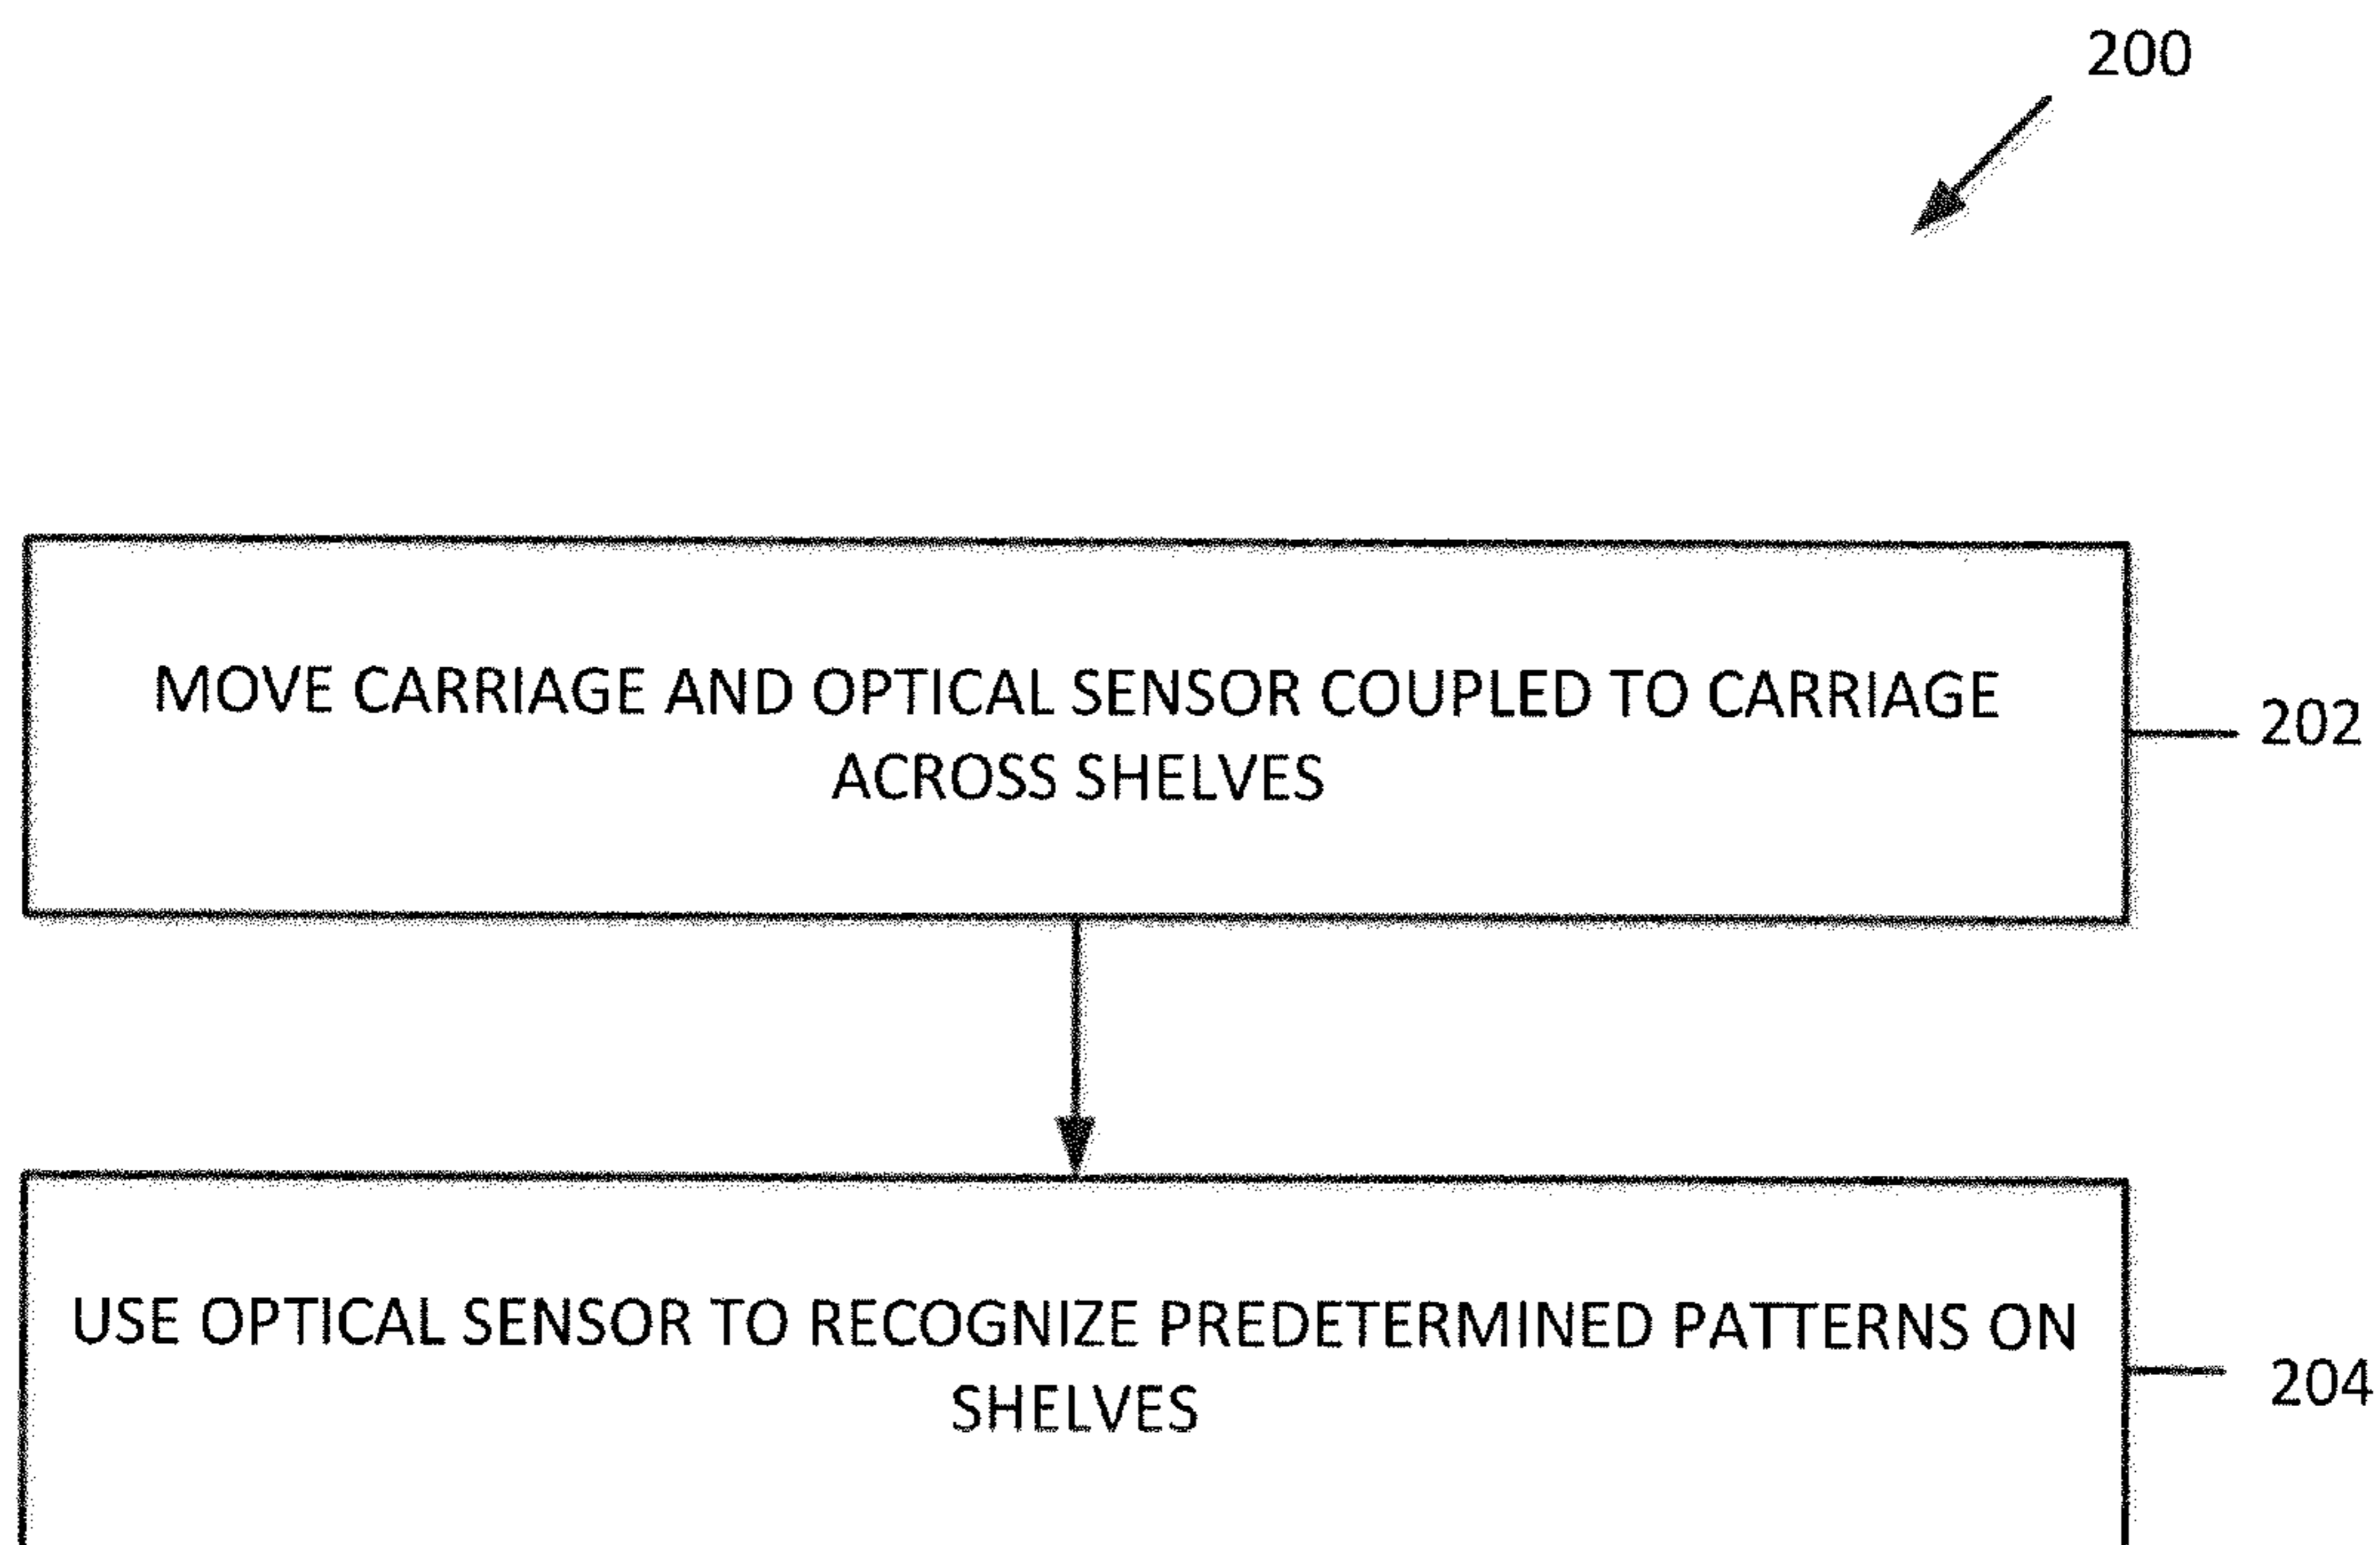 200
MOVE CARRIAGE AND OPTICAL SENSOR COUPLED TO CARRIAGE
ACROSS SHELVES
202
USE OPTICAL SENSOR TO RECOGNIZE PREDETERMINED PATTERNS ON
SHELVES
204